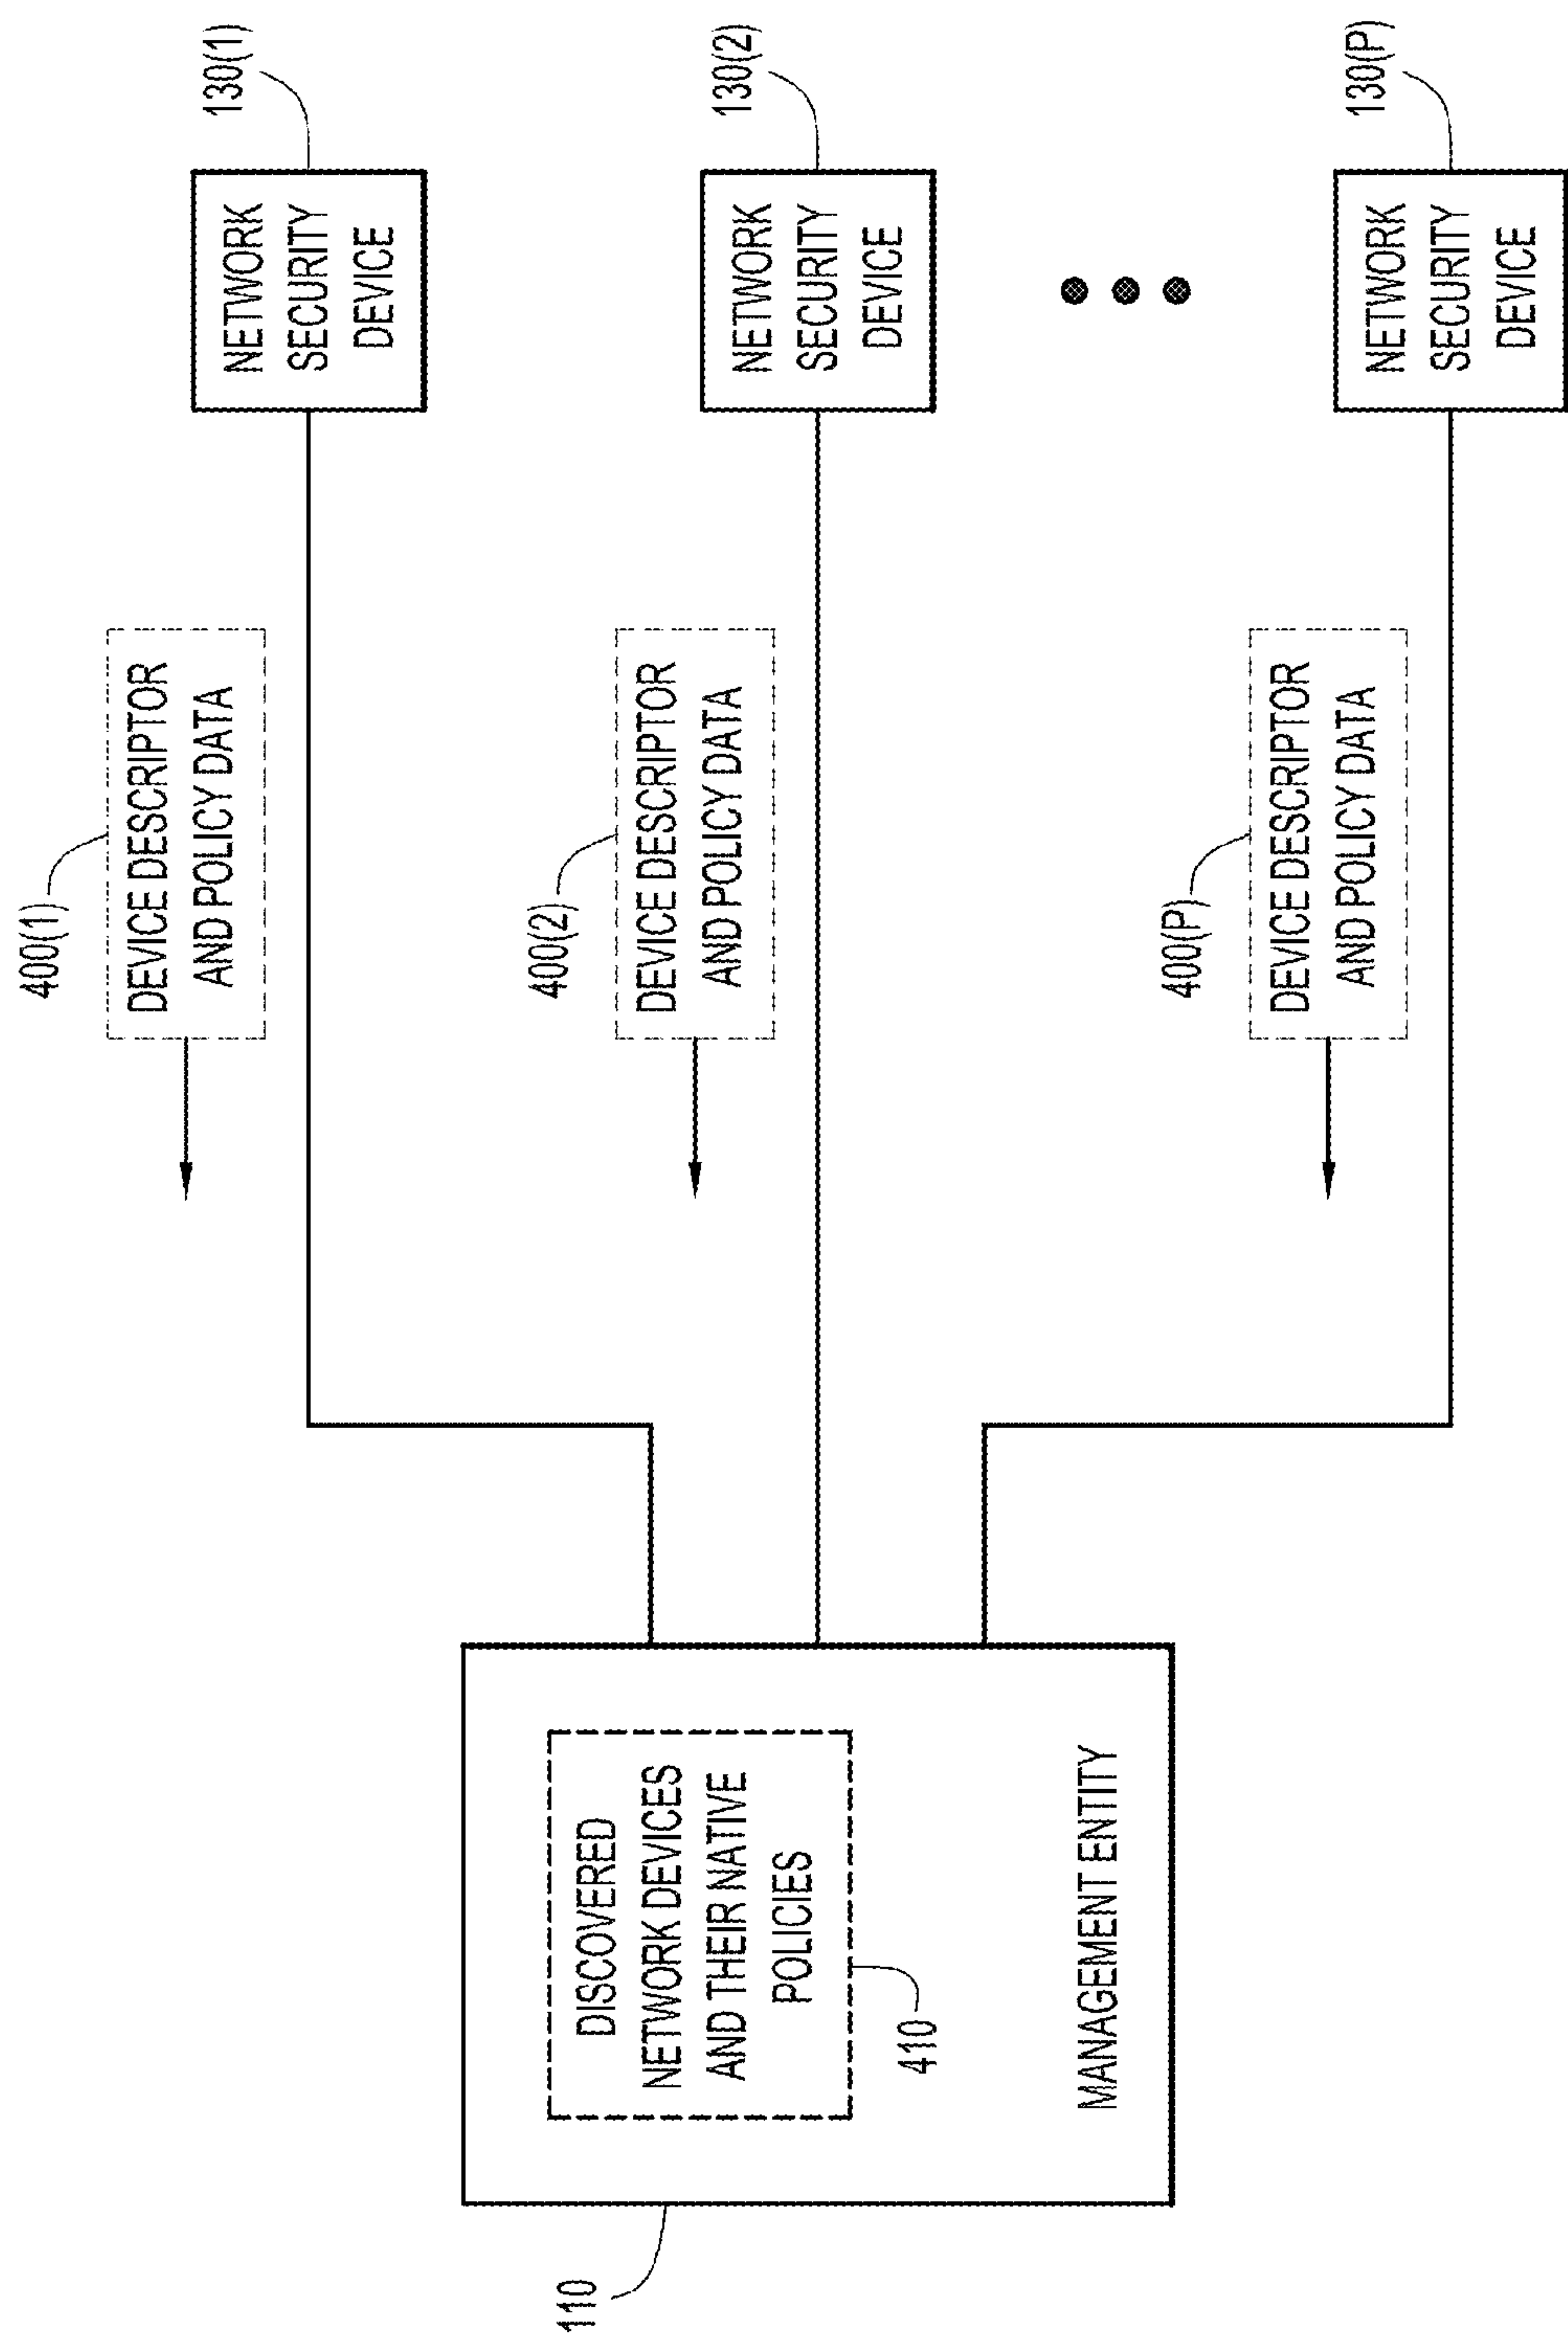 130(1)
NETWORK
SECURITY
DEVICE
400(1)
DEVICE DESCRIPTOR
AND POLICY DATA
130(2)
NETWORK
SECURITY
DEVICE
400(2)
DEVICE DESCRIPTOR
AND POLICY DATA
130(P)
NETWORK
SECURITY
DEVICE
400(P)
DEVICE DESCRIPTOR
AND POLICY DATA
110
DISCOVERED
NETWORK DEVICES
AND THEIR NATIVE
POLICIES
410
MANAGEMENT ENTITY